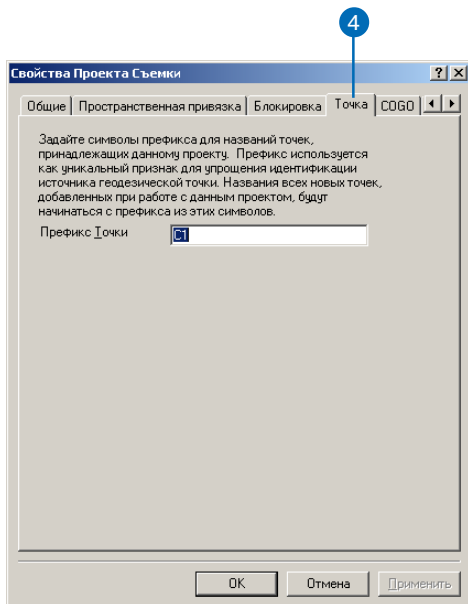 4
Свойства Проекта Съемки
Общие Пространственная привязка Блокировка Точка COGO
Задайте символы префикса для названий точек,
принадлежащих данному проекту. Префикс используется
как уникальный признак для упрощения идентификации
источника геодезической точки. Названия всех новых точек,
добавленных при работе с данным проектом, будут
начинаться с префикса из этих символов.
Префикс Точки C1
OK Отмена Применить